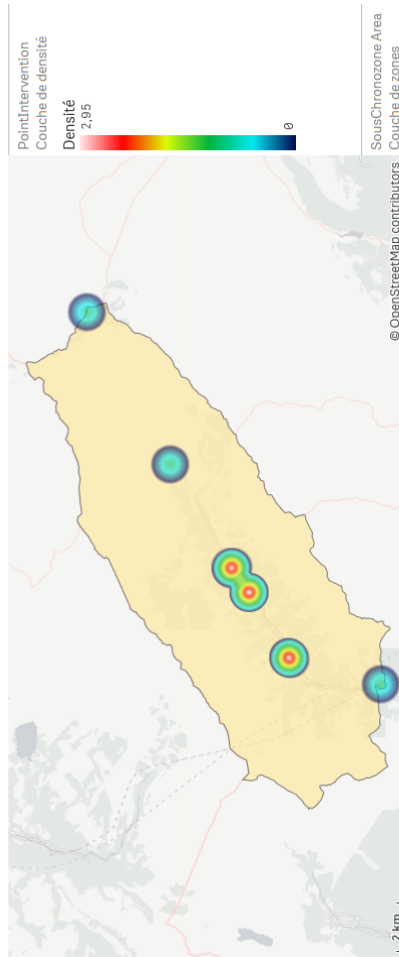 PointIntervention
Couche de densité
Densité
2,95
0
SousChronozone Area
Couche de zones
© OpenStreetMap contributors
2 km